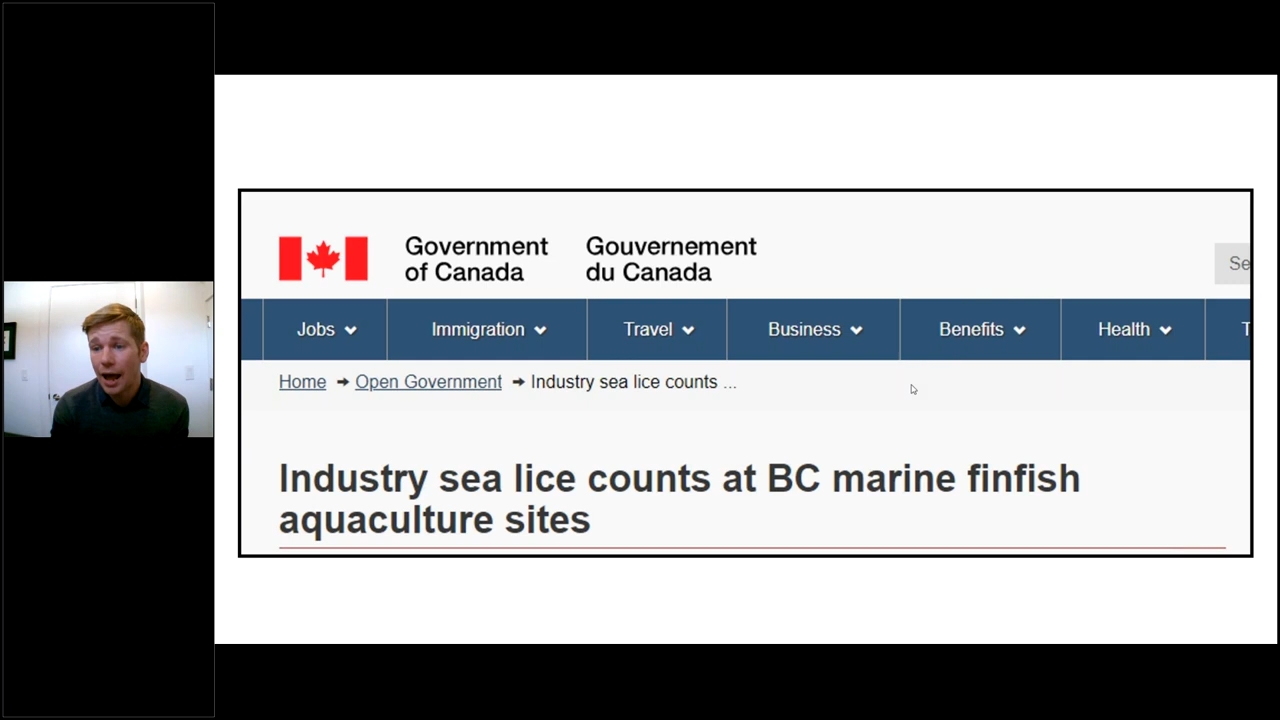 Government of Canada
Gouvernement du Canada
Se
Jobs Immigration Travel Business Benefits Health T
Home → Open Government → Industry sea lice counts ...
Industry sea lice counts at BC marine finfish
aquaculture sites